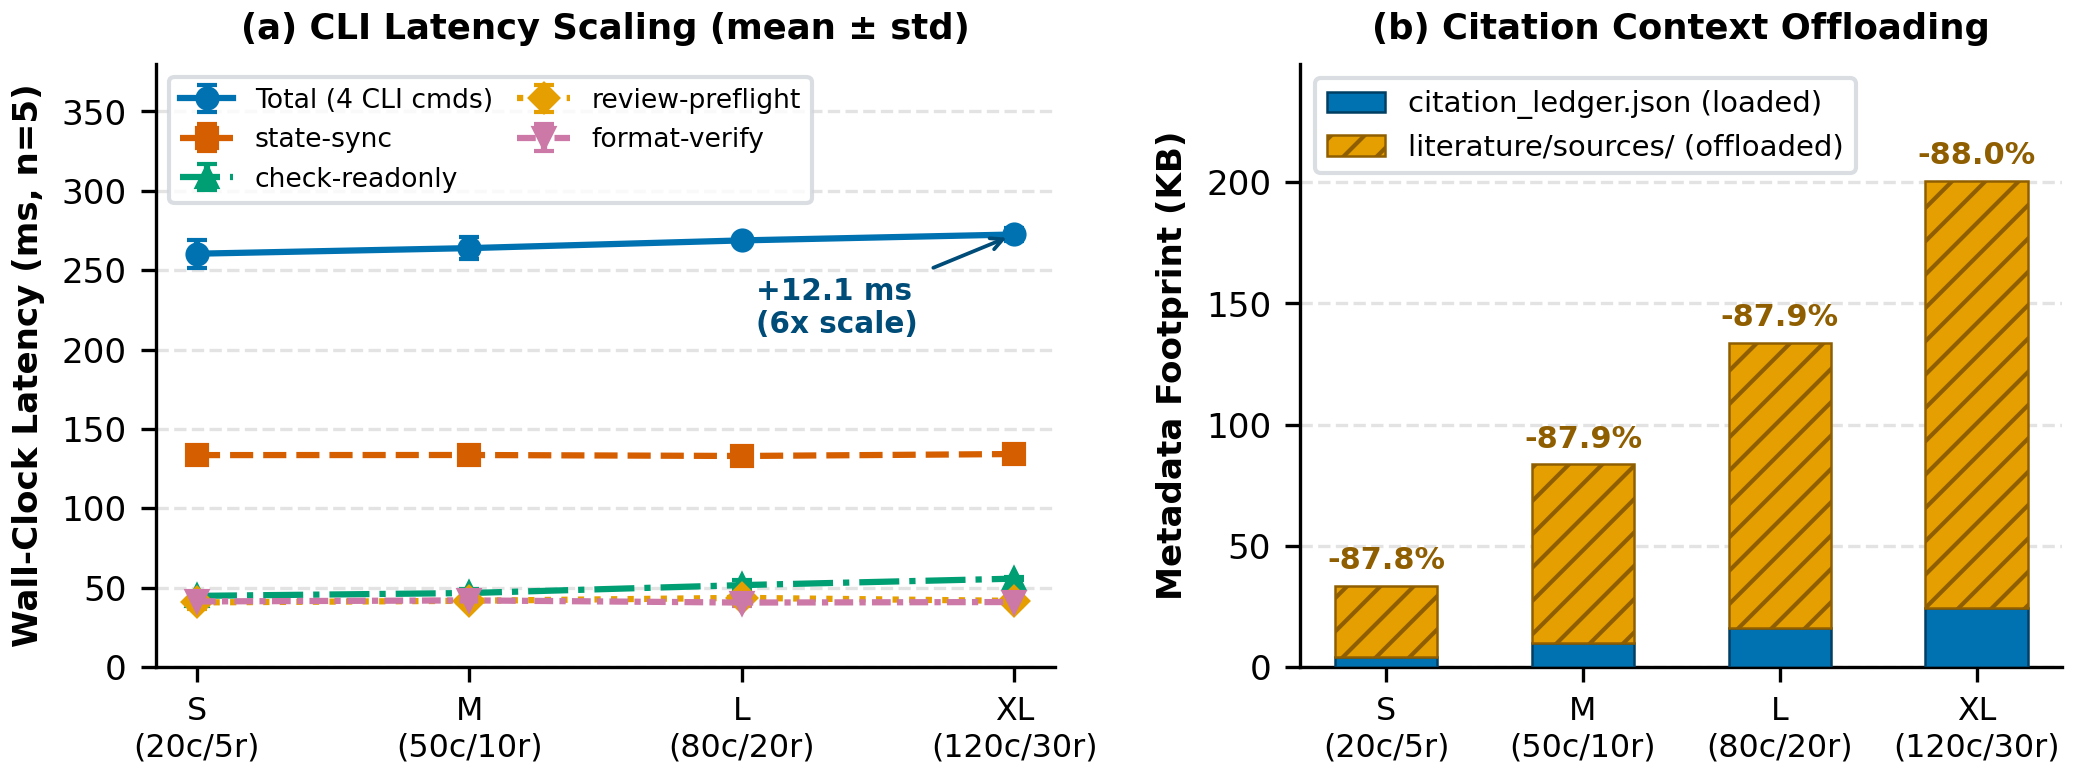 (a) CLI Latency Scaling (mean ± std)
Wall-Clock Latency (ms, n=5)
350
300
250
200
150
100
50
0
Total (4 CLI cmds)
state-sync
check-readonly
review-preflight
format-verify
+12.1 ms
(6x scale)
S
(20c/5r)
M
(50c/10r)
L
(80c/20r)
XL
(120c/30r)
(b) Citation Context Offloading
Metadata Footprint (KB)
200
150
100
50
0
citation_ledger.json (loaded)
literature/sources/ (offloaded)
-87.8%
-87.9%
-87.9%
-88.0%
S
(20c/5r)
M
(50c/10r)
L
(80c/20r)
XL
(120c/30r)